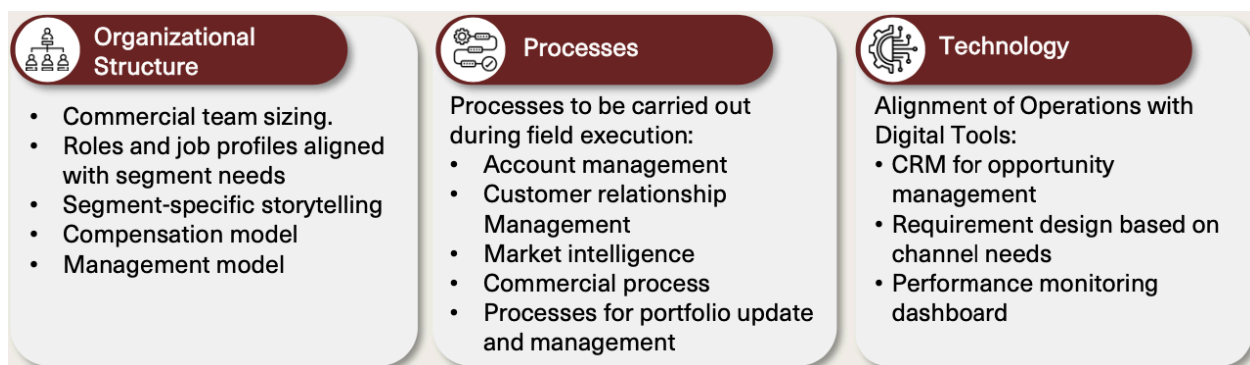 Organizational
Structure
• Commercial team sizing.
• Roles and job profiles aligned
with segment needs
• Segment-specific storytelling
• Compensation model
• Management model
Processes
Processes to be carried out
during field execution:
• Account management
• Customer relationship
Management
• Market intelligence
• Commercial process
• Processes for portfolio update
and management
Technology
Alignment of Operations with
Digital Tools:
• CRM for opportunity
management
• Requirement design based on
channel needs
• Performance monitoring
dashboard